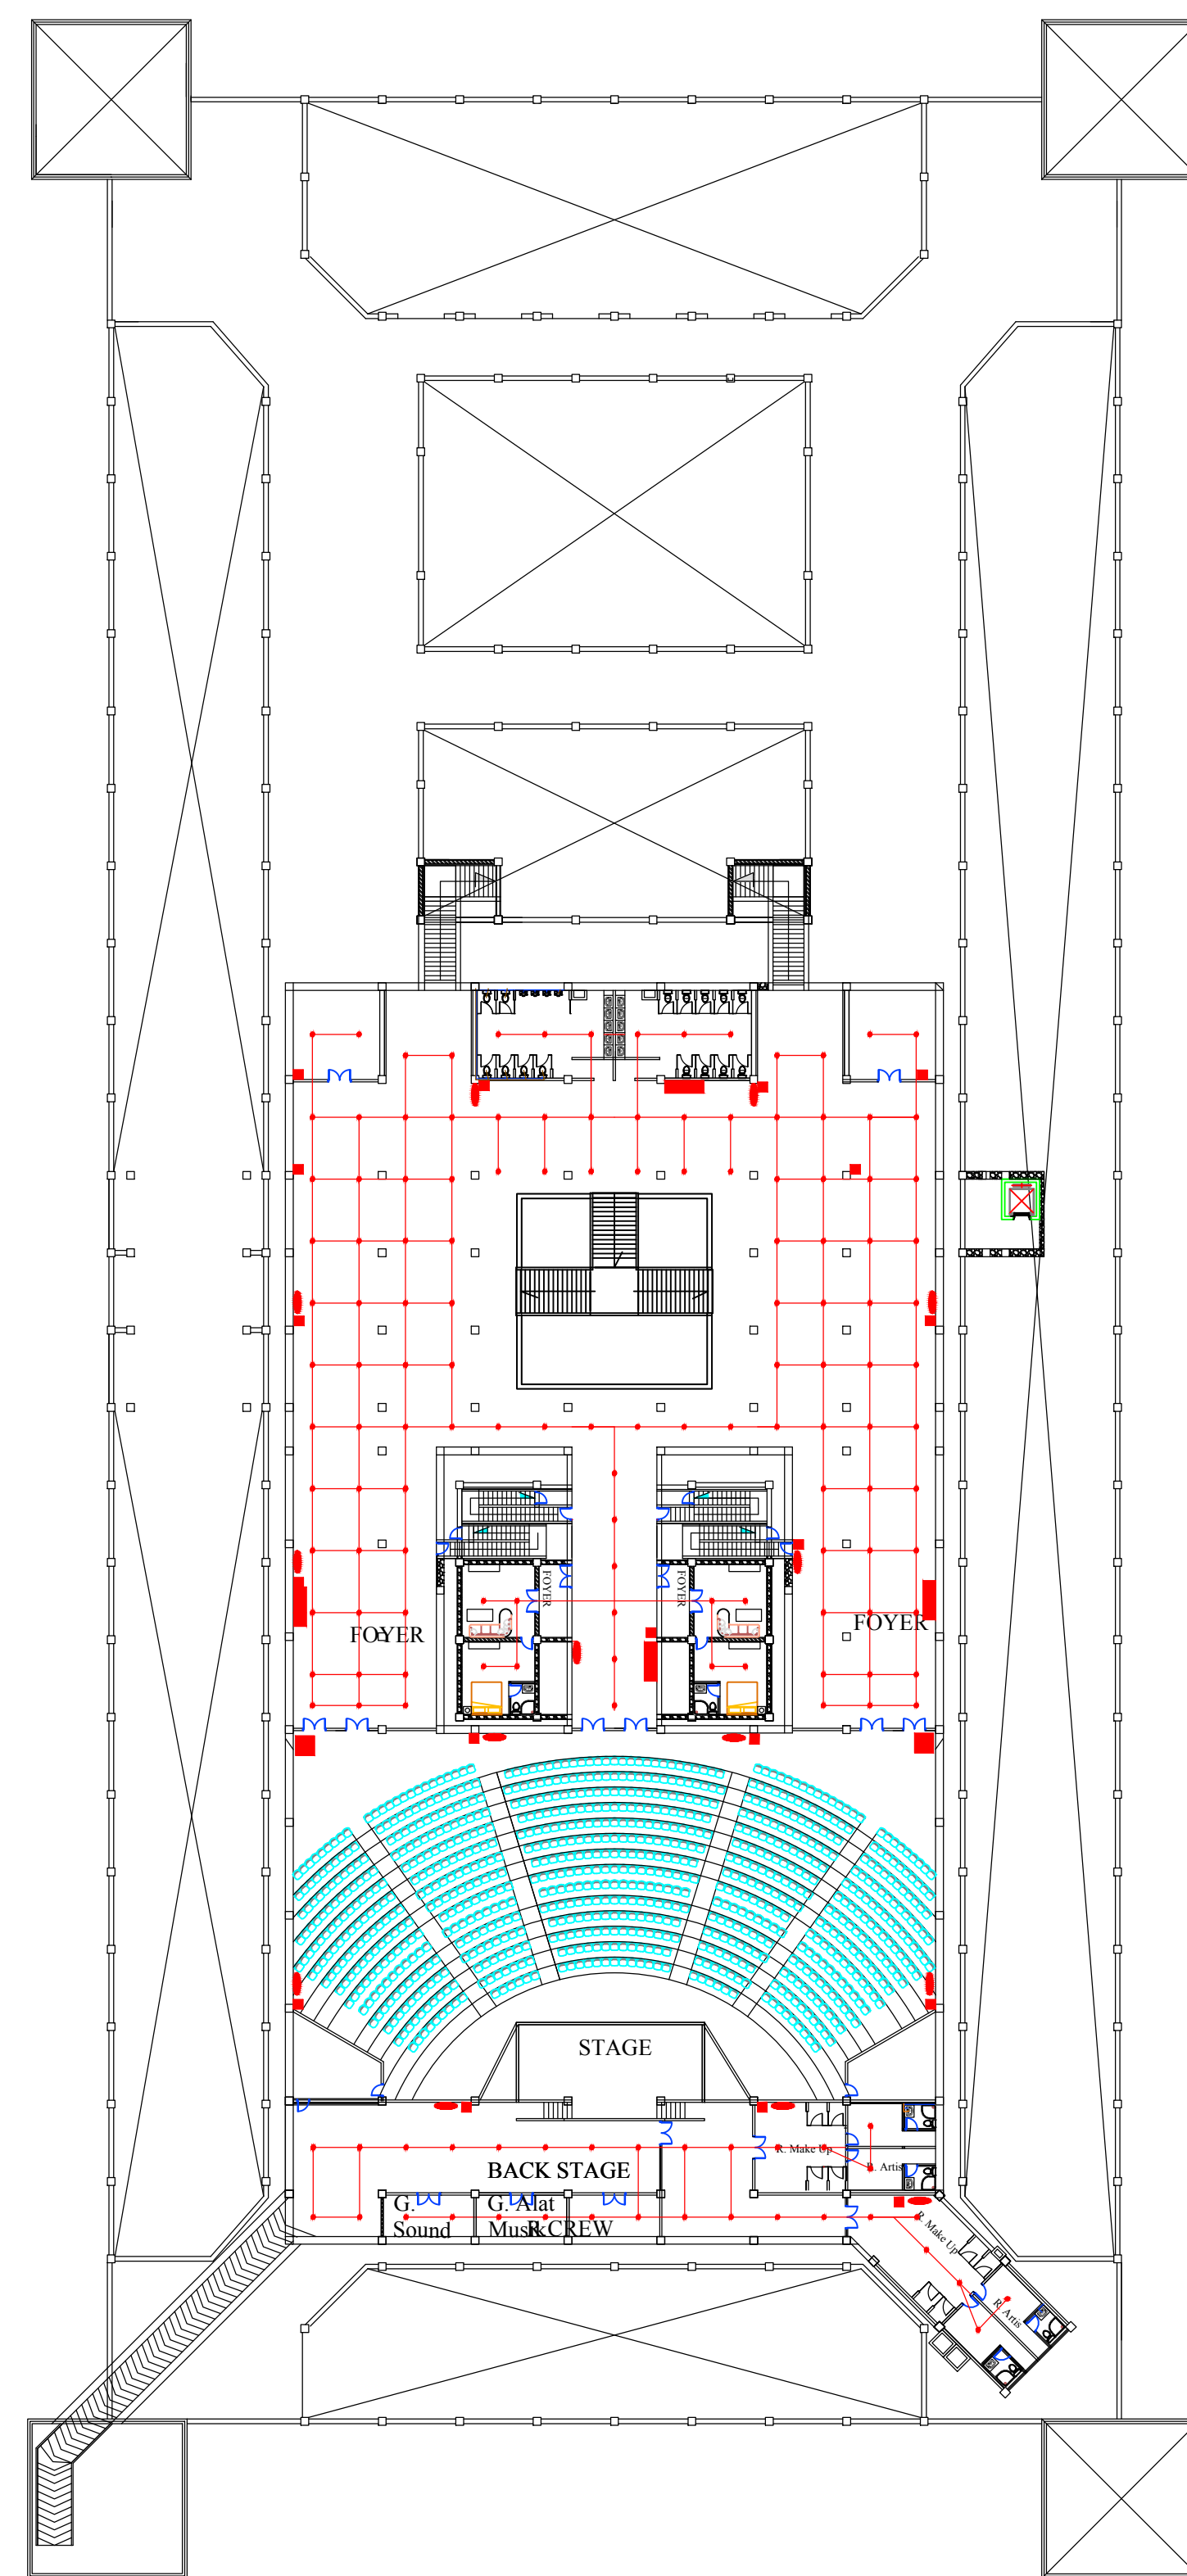 FOYER
FOYER
FOYER
FOYER
STAGE
R. Make Up
BACK STAGE
R. Artis
G.
Sound
G. Alat
Musik
R.CREW
R. Make Up
R. Artis